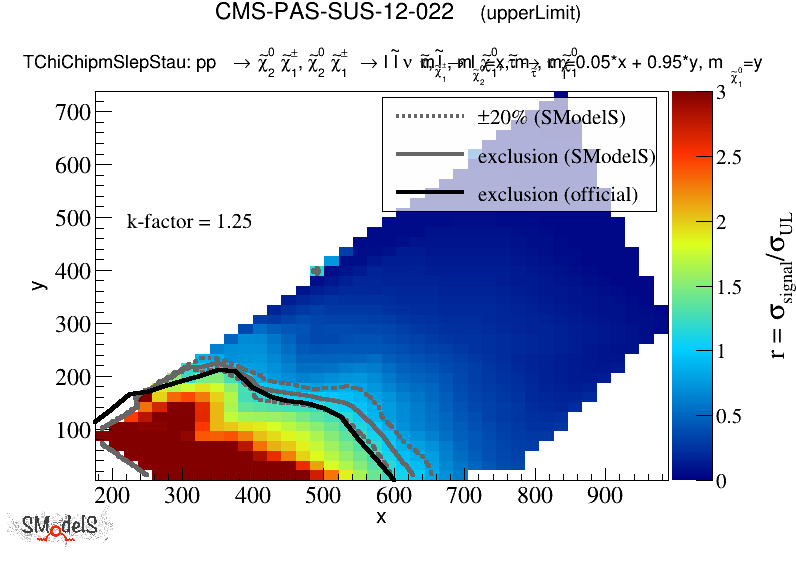 CMS-PAS-SUS-12-022 (upperLimit)
TChiChipmSlepStau: pp → χ̃⁰₂ χ̃±₁, χ̃⁰₂ χ̃±₁ → l l̃ ν =0.05*x + 0.95*y, m χ̃⁰₁=y
±20% (SModelS)
exclusion (SModelS)
exclusion (official)
k-factor = 1.25
700
600
500
400
300
200
100
y
200 300 400 500 600 700 800 900
x
3
2.5
2
1.5
1
0.5
0
r = σsignal/σUL
SModelS